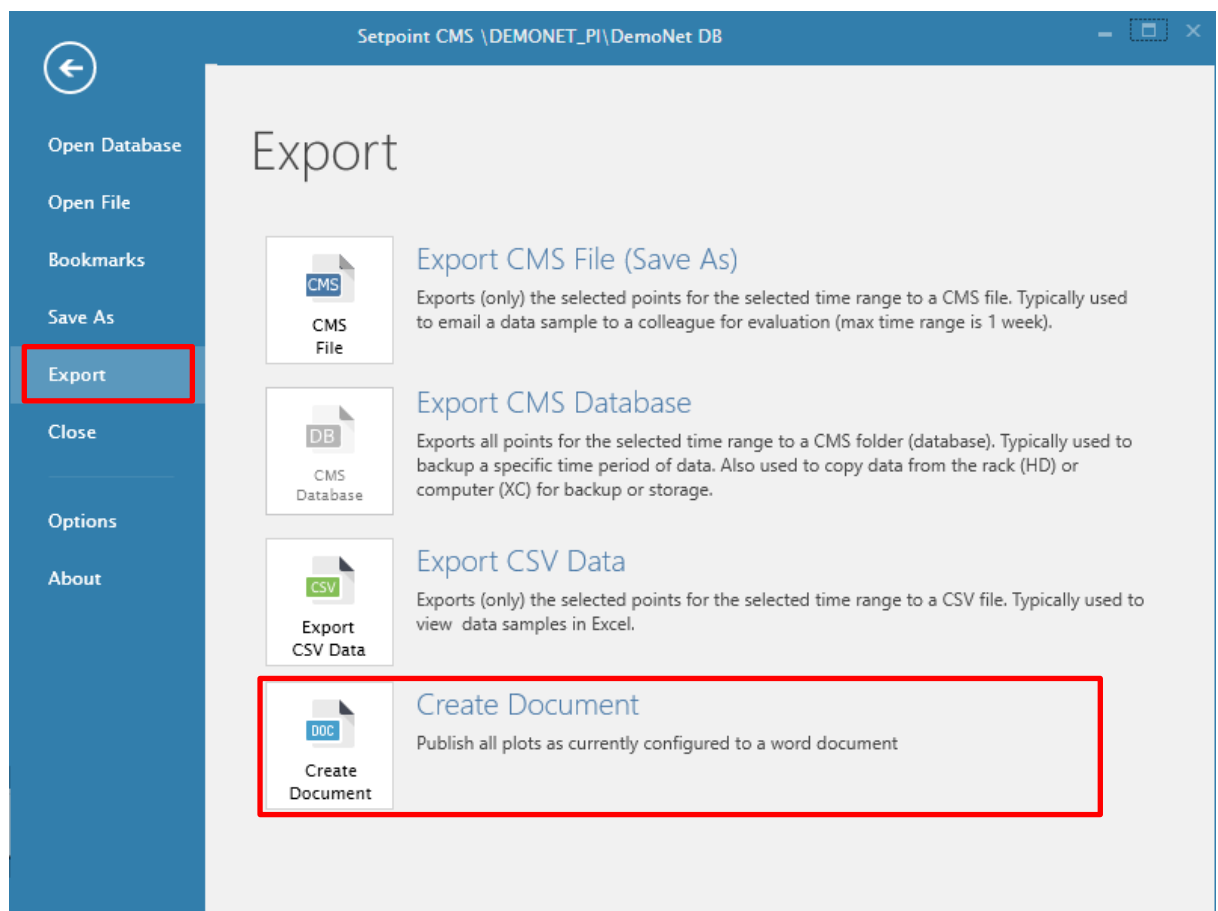 Setpoint CMS \DEMONET_PI\DemoNet DB
Open Database
Open File
Bookmarks
Save As
Export
Close
Options
About
Export
CMS
CMS
File
Export CMS File (Save As)
Exports (only) the selected points for the selected time range to a CMS file. Typically used
to email a data sample to a colleague for evaluation (max time range is 1 week).
DB
CMS
Database
Export CMS Database
Exports all points for the selected time range to a CMS folder (database). Typically used to
backup a specific time period of data. Also used to copy data from the rack (HD) or
computer (XC) for backup or storage.
CSV
Export
CSV Data
Export CSV Data
Exports (only) the selected points for the selected time range to a CSV file. Typically used to
view  data samples in Excel.
DOC
Create
Document
Create Document
Publish all plots as currently configured to a word document